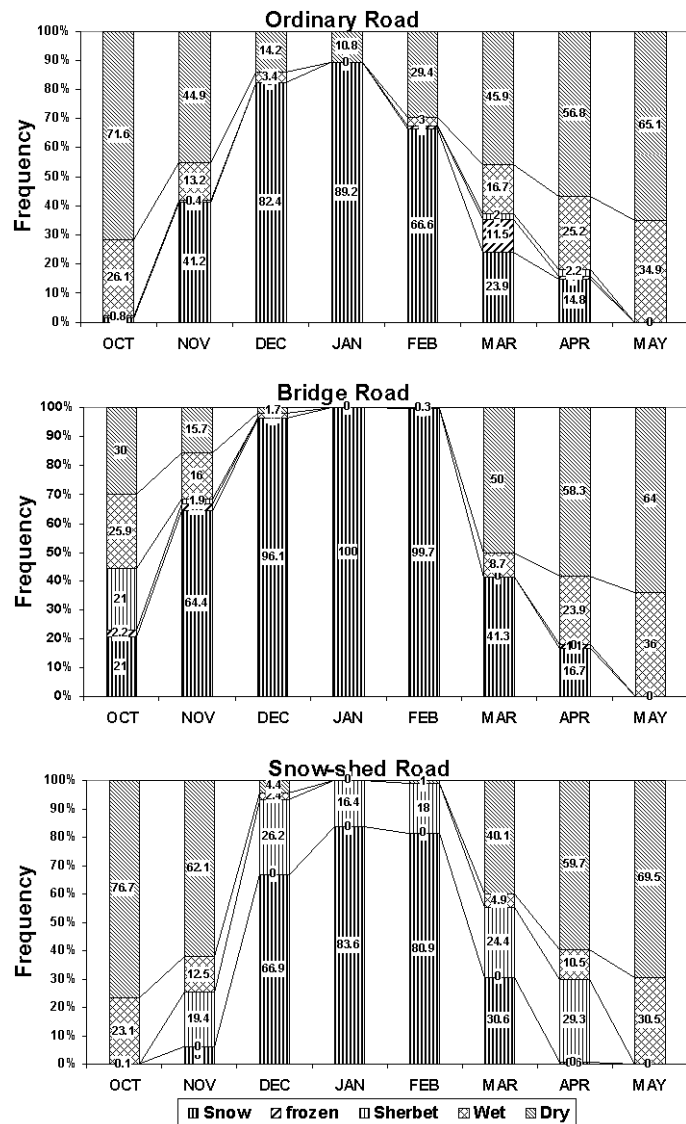 Ordinary Road
Frequency
100%
90%
80%
70%
60%
50%
40%
30%
20%
10%
0%
71.6 44.9 14.2 10.8 29.4 45.9 56.8 65.1
26.1 13.2 3.4 0 3 16.7 25.2 34.9
0.8 0.4 2 2.2 0
11.5
41.2 82.4 89.2 66.6 23.9 14.8
OCT NOV DEC JAN FEB MAR APR MAY
Bridge Road
Frequency
100%
90%
80%
70%
60%
50%
40%
30%
20%
10%
0%
30 15.7 1.7 0 0.3 50 58.3 64
25.9 16 8.7 23.9 36
21 1.9 0 0
2.2
21 64.4 96.1 100 99.7 41.3 16.7
OCT NOV DEC JAN FEB MAR APR MAY
Snow-shed Road
Frequency
100%
90%
80%
70%
60%
50%
40%
30%
20%
10%
0%
76.7 62.1 4.4 0 1 40.1 59.7 69.5
23.1 12.5 2.4 4.9 10.5 30.5
0.1 19.4 26.2 16.4 18 24.4 29.3 0
0 0 0 0 0
66.9 83.6 80.9 30.6
OCT NOV DEC JAN FEB MAR APR MAY
Snow frozen Sherbet Wet Dry